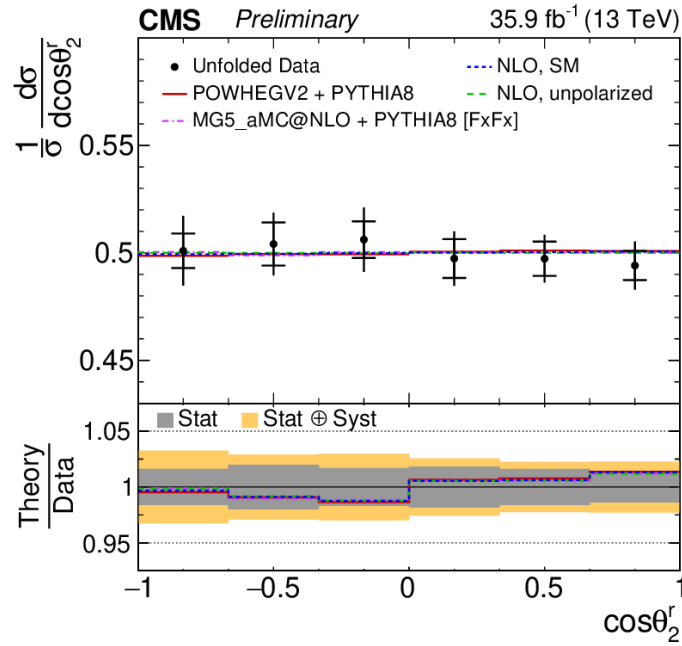 CMS Preliminary 35.9 fb⁻¹ (13 TeV)
1/σ dσ/dcosθ₂ʳ
Unfolded Data
POWHEGV2 + PYTHIA8
MG5_aMC@NLO + PYTHIA8 [FxFx]
NLO, SM
NLO, unpolarized
0.55
0.5
0.45
Stat
Stat ⊕ Syst
Theory
Data
1.05
1
0.95
−1 −0.5 0 0.5 1
cosθ₂ʳ